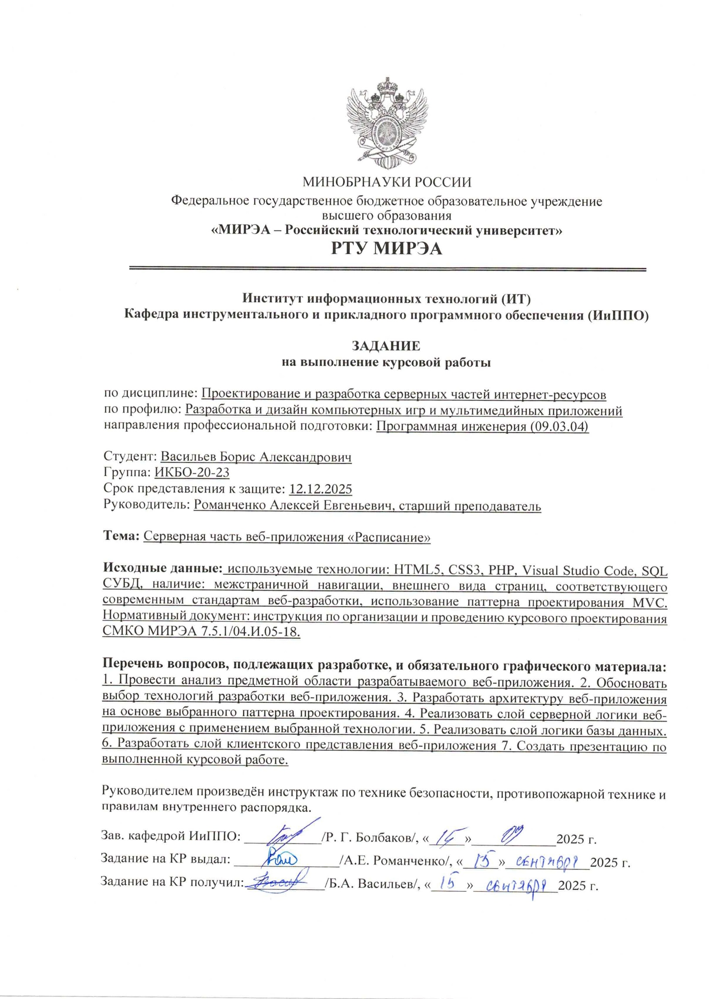 МИНОБРНАУКИ РОССИИ
Федеральное государственное бюджетное образовательное учреждение
высшего образования
«МИРЭА – Российский технологический университет»
РТУ МИРЭА
Институт информационных технологий (ИТ)
Кафедра инструментального и прикладного программного обеспечения (ИиППО)
ЗАДАНИЕ
на выполнение курсовой работы
по дисциплине: Проектирование и разработка серверных частей интернет-ресурсов
по профилю: Разработка и дизайн компьютерных игр и мультимедийных приложений
направления профессиональной подготовки: Программная инженерия (09.03.04)
Студент: Васильев Борис Александрович
Группа: ИКБО-20-23
Срок представления к защите: 12.12.2025
Руководитель: Романченко Алексей Евгеньевич, старший преподаватель
Тема: Серверная часть веб-приложения «Расписание»
Исходные данные: используемые технологии: HTML5, CSS3, PHP, Visual Studio Code, SQL
СУБД, наличие: межстраничной навигации, внешнего вида страниц, соответствующего
современным стандартам веб-разработки, использование паттерна проектирования MVC.
Нормативный документ: инструкция по организации и проведению курсового проектирования
СМКО МИРЭА 7.5.1/04.И.05-18.
Перечень вопросов, подлежащих разработке, и обязательного графического материала:
1. Провести анализ предметной области разрабатываемого веб-приложения. 2. Обосновать
выбор технологий разработки веб-приложения. 3. Разработать архитектуру веб-приложения
на основе выбранного паттерна проектирования. 4. Реализовать слой серверной логики веб-
приложения с применением выбранной технологии. 5. Реализовать слой логики базы данных.
6. Разработать слой клиентского представления веб-приложения 7. Создать презентацию по
выполненной курсовой работе.
Руководителем произведён инструктаж по технике безопасности, противопожарной технике и
правилам внутреннего распорядка.
Зав. кафедрой ИиППО: /Р. Г. Болбаков/, «15» 09 2025 г.
Задание на КР выдал: /А.Е. Романченко/, «15» сентября 2025 г.
Задание на КР получил: /Б.А. Васильев/, «15» сентября 2025 г.